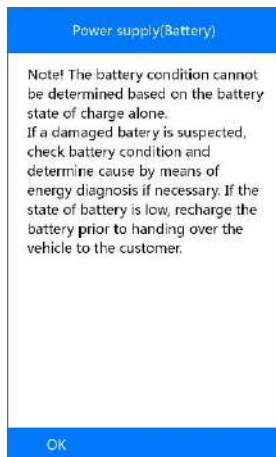 Power supply(Battery)
Note! The battery condition cannot
be determined based on the battery
state of charge alone.
If a damaged batery is suspected,
check battery condition and
determine cause by means of
energy diagnosis if necessary. If the
state of battery is low, recharge the
battery prior to handing over the
vehicle to the customer.
OK